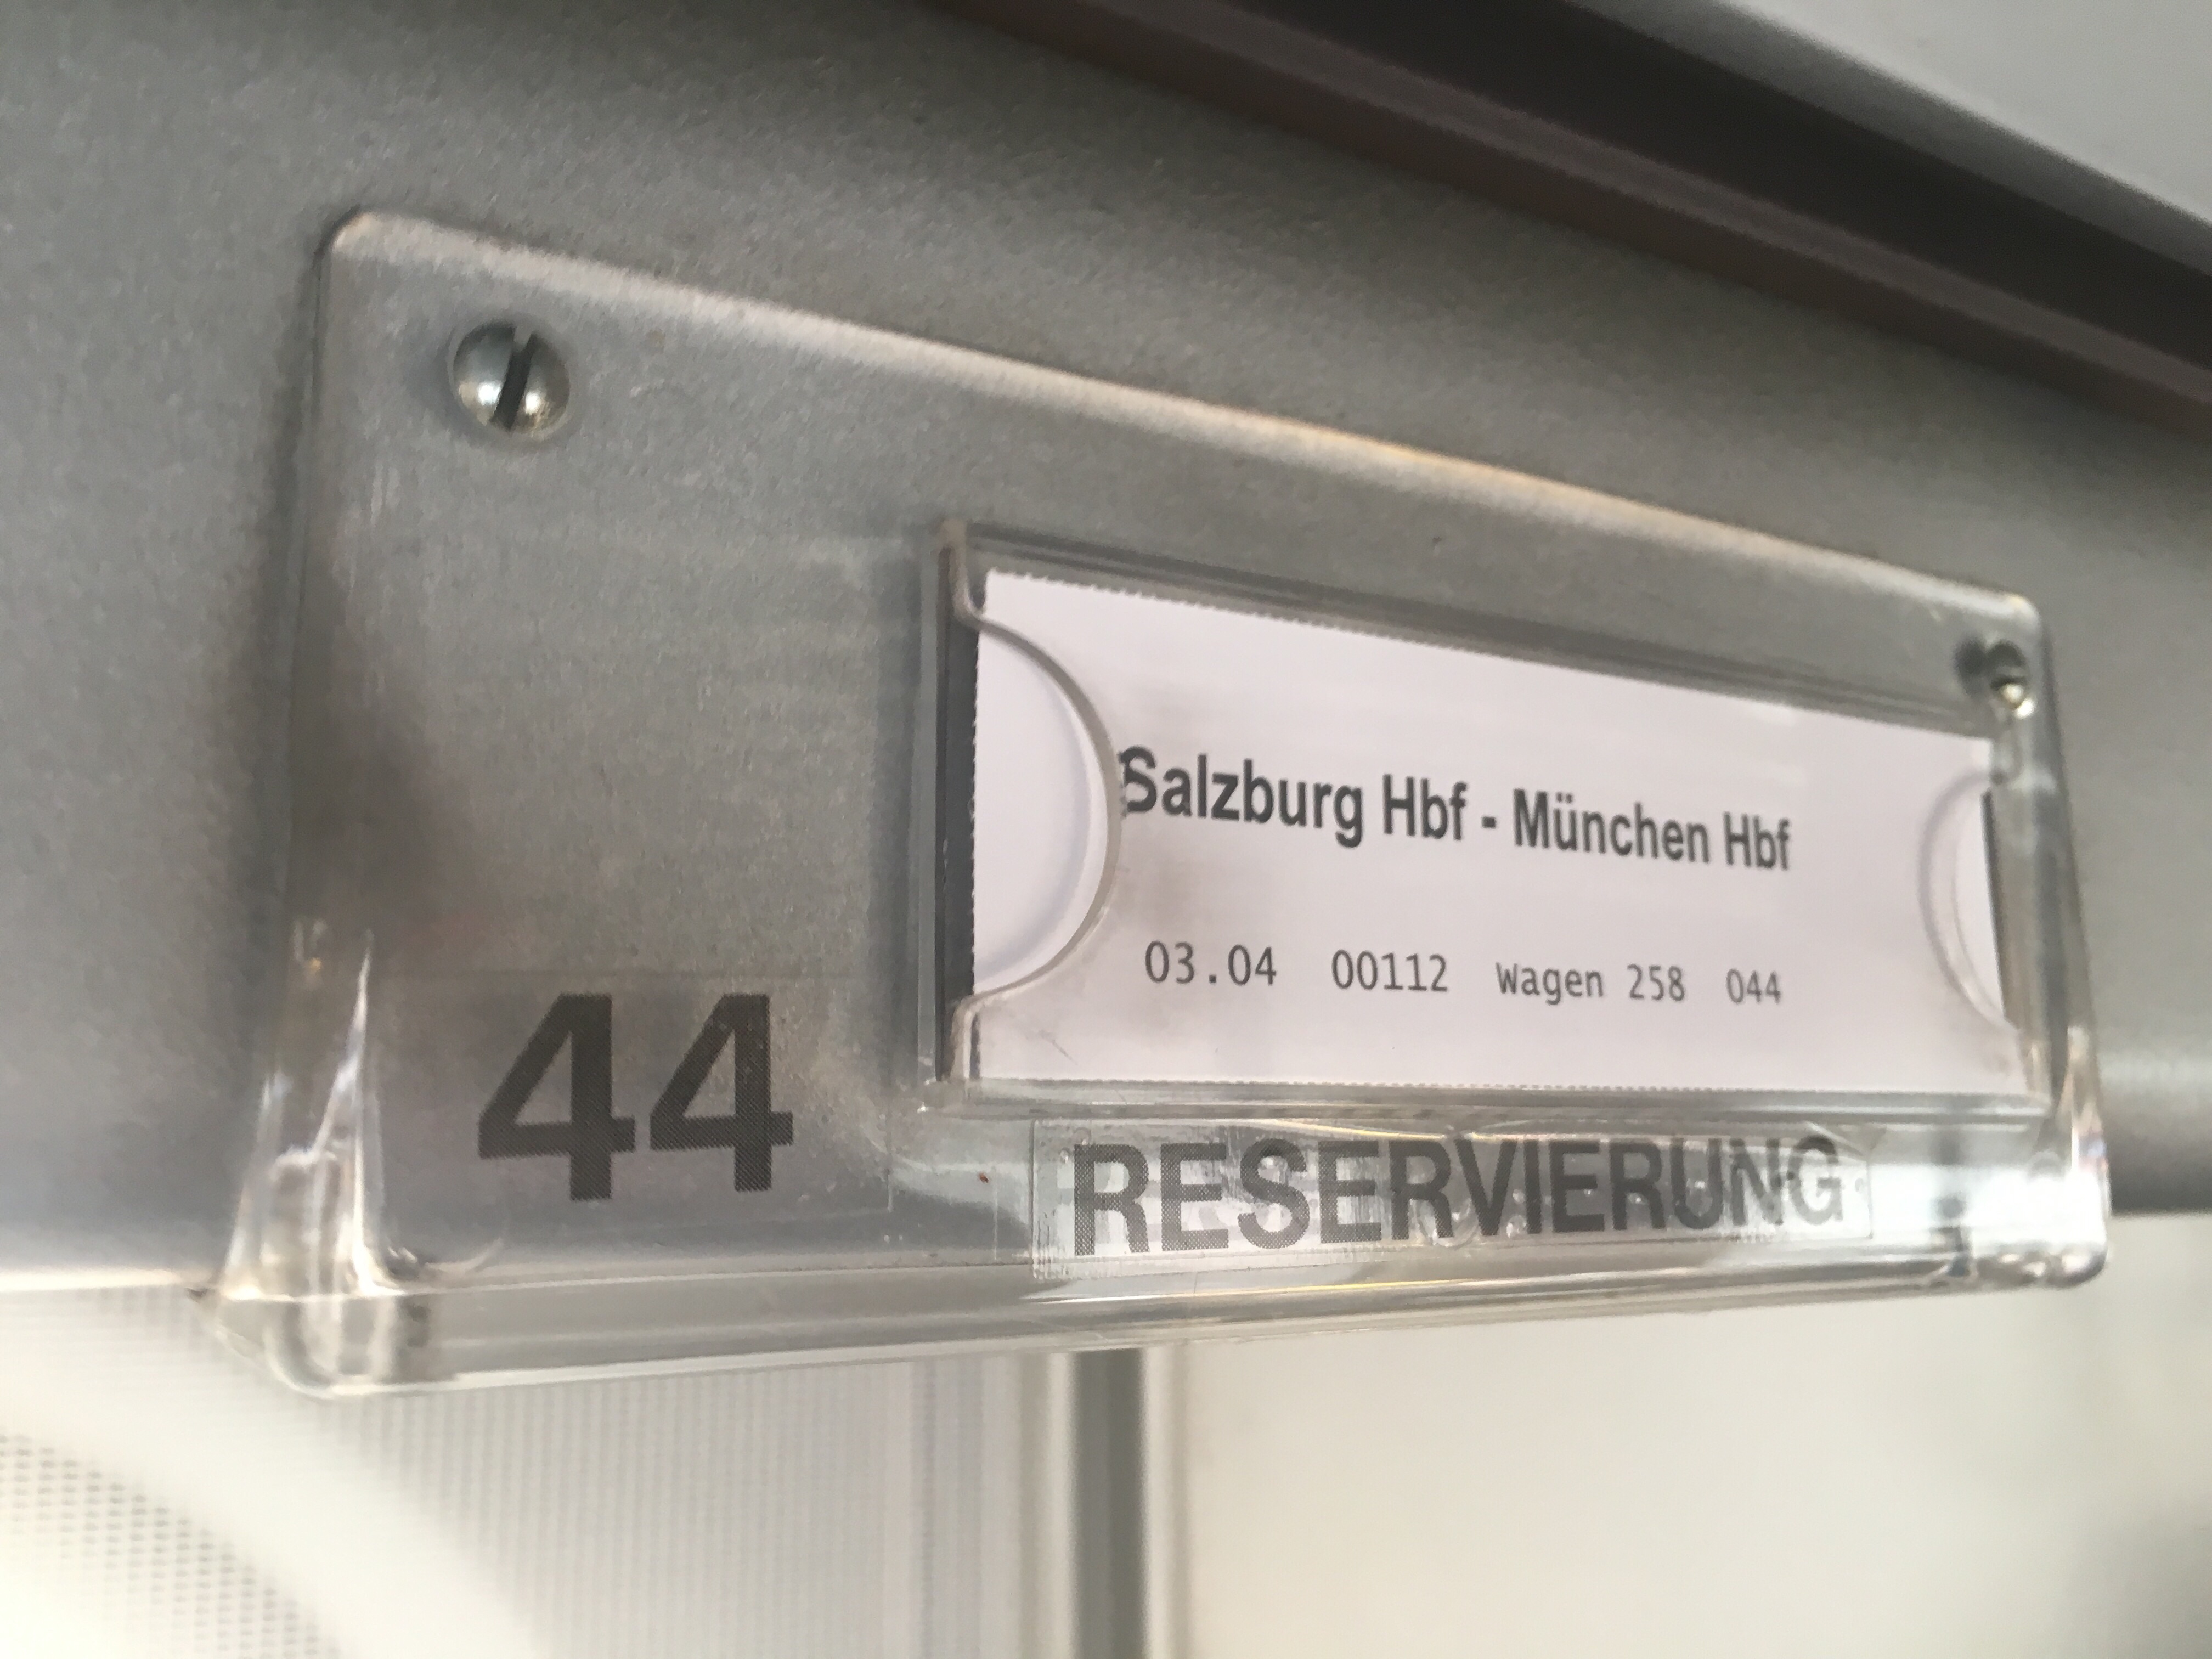 Salzburg Hbf - München Hbf
03.04 00112 Wagen 258 044
44
RESERVIERUNG